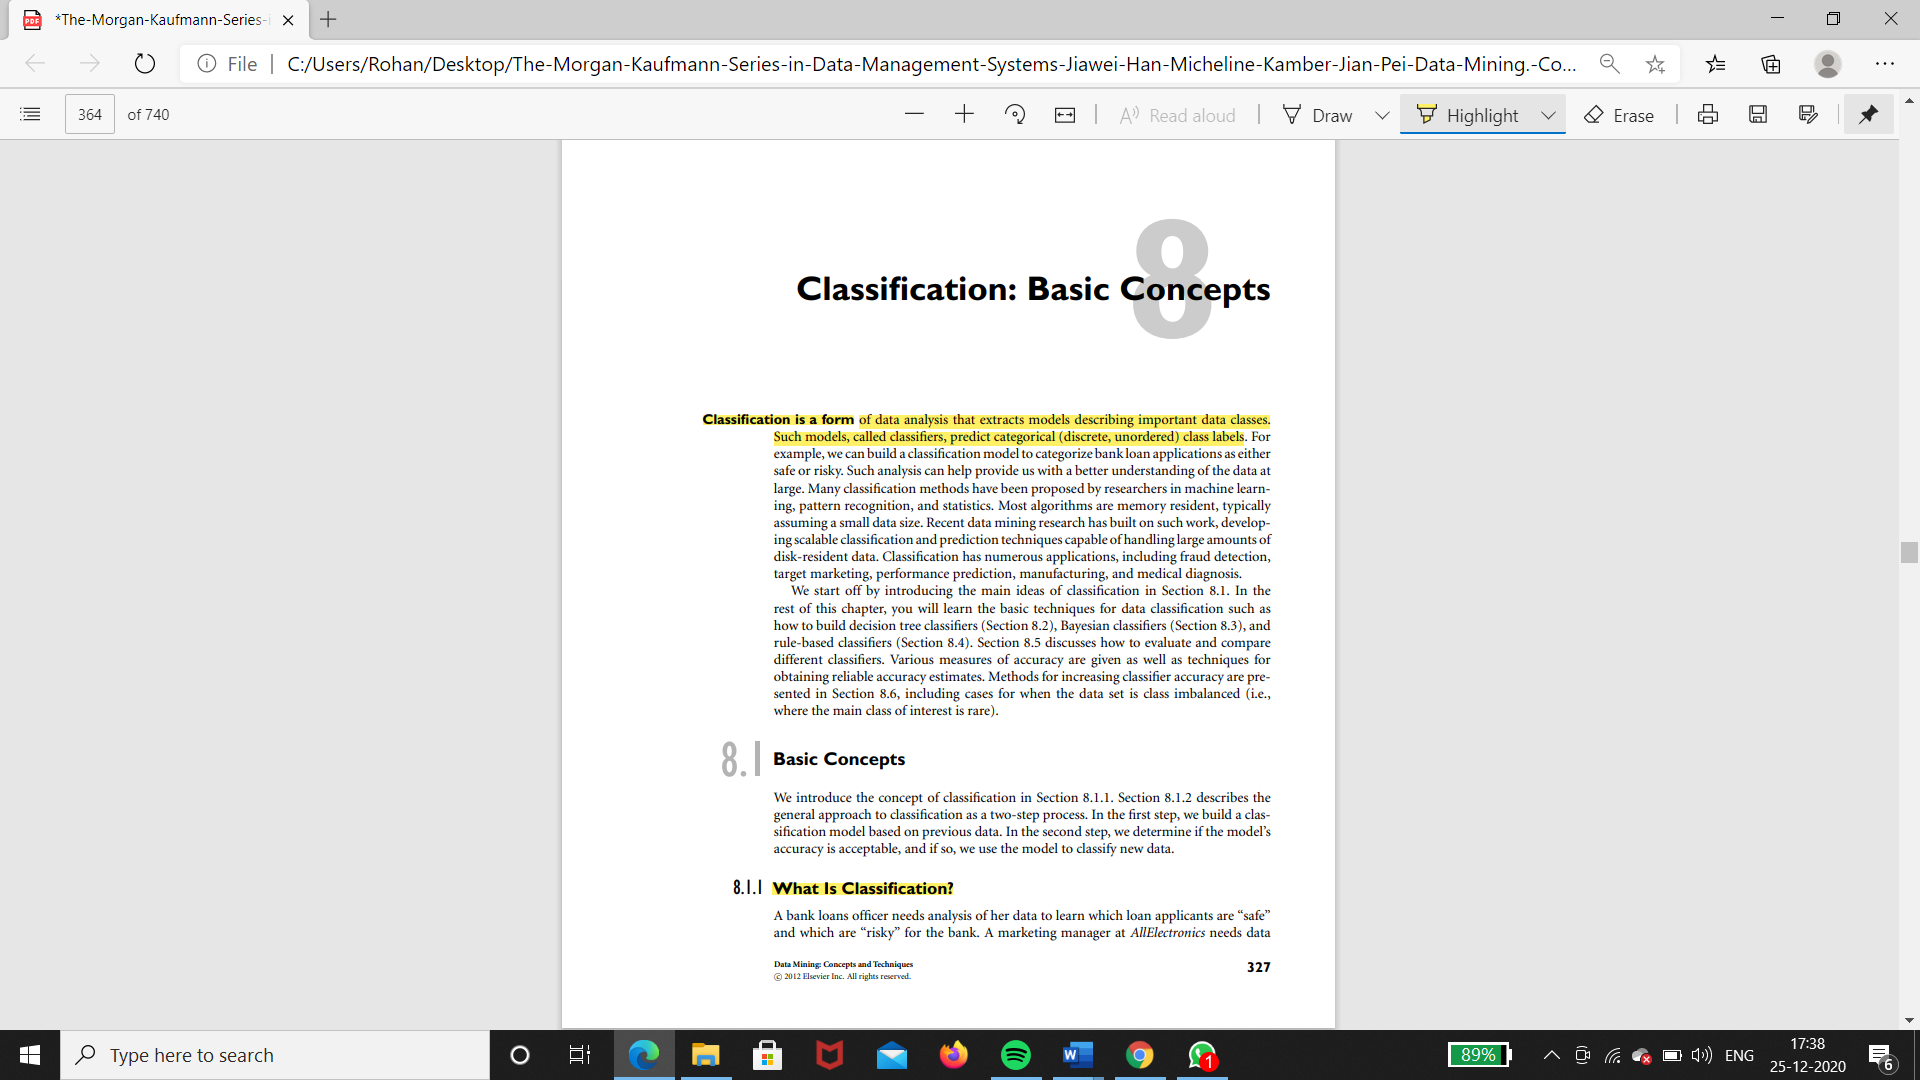 *The-Morgan-Kaufmann-Series-i
File
C:/Users/Rohan/Desktop/The-Morgan-Kaufmann-Series-in-Data-Management-Systems-Jiawei-Han-Micheline-Kamber-Jian-Pei-Data-Mining.-Co...
364 of 740
Read aloud
Draw
Highlight
Erase
8
Classification: Basic Concepts
Classification is a form of data analysis that extracts models describing important data classes.
Such models, called classifiers, predict categorical (discrete, unordered) class labels. For
example, we can build a classification model to categorize bank loan applications as either
safe or risky. Such analysis can help provide us with a better understanding of the data at
large. Many classification methods have been proposed by researchers in machine learn-
ing, pattern recognition, and statistics. Most algorithms are memory resident, typically
assuming a small data size. Recent data mining research has built on such work, develop-
ing scalable classification and prediction techniques capable of handling large amounts of
disk-resident data. Classification has numerous applications, including fraud detection,
target marketing, performance prediction, manufacturing, and medical diagnosis.
We start off by introducing the main ideas of classification in Section 8.1. In the
rest of this chapter, you will learn the basic techniques for data classification such as
how to build decision tree classifiers (Section 8.2), Bayesian classifiers (Section 8.3), and
rule-based classifiers (Section 8.4). Section 8.5 discusses how to evaluate and compare
different classifiers. Various measures of accuracy are given as well as techniques for
obtaining reliable accuracy estimates. Methods for increasing classifier accuracy are pre-
sented in Section 8.6, including cases for when the data set is class imbalanced (i.e.,
where the main class of interest is rare).
8.1 Basic Concepts
We introduce the concept of classification in Section 8.1.1. Section 8.1.2 describes the
general approach to classification as a two-step process. In the first step, we build a clas-
sification model based on previous data. In the second step, we determine if the model's
accuracy is acceptable, and if so, we use the model to classify new data.
8.1.1 What Is Classification?
A bank loans officer needs analysis of her data to learn which loan applicants are “safe”
and which are “risky” for the bank. A marketing manager at AllElectronics needs data
Data Mining: Concepts and Techniques
© 2012 Elsevier Inc. All rights reserved.
327
Type here to search
1
89%
ENG
17:38
25-12-2020
6